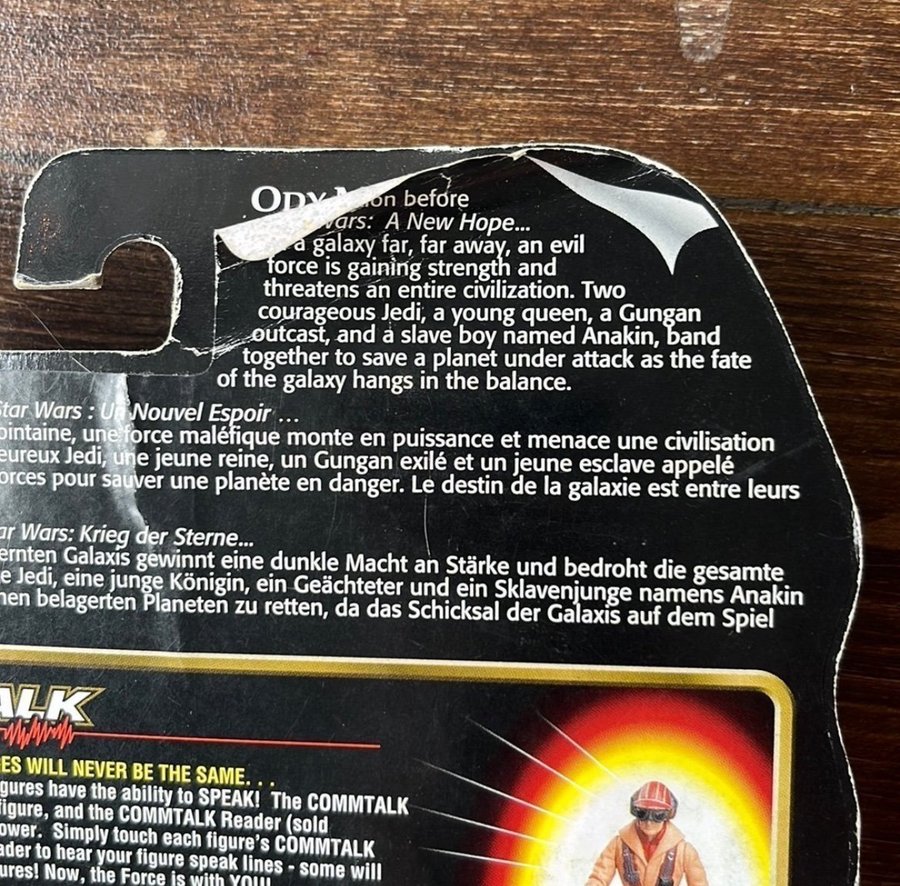 ODY M on before
Wars: A New Hope...
a galaxy far, far away, an evil
force is gaining strength and
threatens an entire civilization. Two
courageous Jedi, a young queen, a Gungan
outcast, and a slave boy named Anakin, band
together to save a planet under attack as the fate
of the galaxy hangs in the balance.
Star Wars : Un Nouvel Espoir ...
ointaine, une force maléfique monte en puissance et menace une civilisation
eureux Jedi, une jeune reine, un Gungan exilé et un jeune esclave appelé
orces pour sauver une planète en danger. Le destin de la galaxie est entre leurs
ar Wars: Krieg der Sterne...
ernten Galaxis gewinnt eine dunkle Macht an Stärke und bedroht die gesamte
e Jedi, eine junge Königin, ein Geächteter und ein Sklavenjunge namens Anakin
nen belagerten Planeten zu retten, da das Schicksal der Galaxis auf dem Spiel
ALK
ES WILL NEVER BE THE SAME. . .
gures have the ability to SPEAK! The COMMTALK
figure, and the COMMTALK Reader (sold
ower. Simply touch each figure's COMMTALK
ader to hear your figure speak lines - some will
ures! Now, the Force is with YOU!